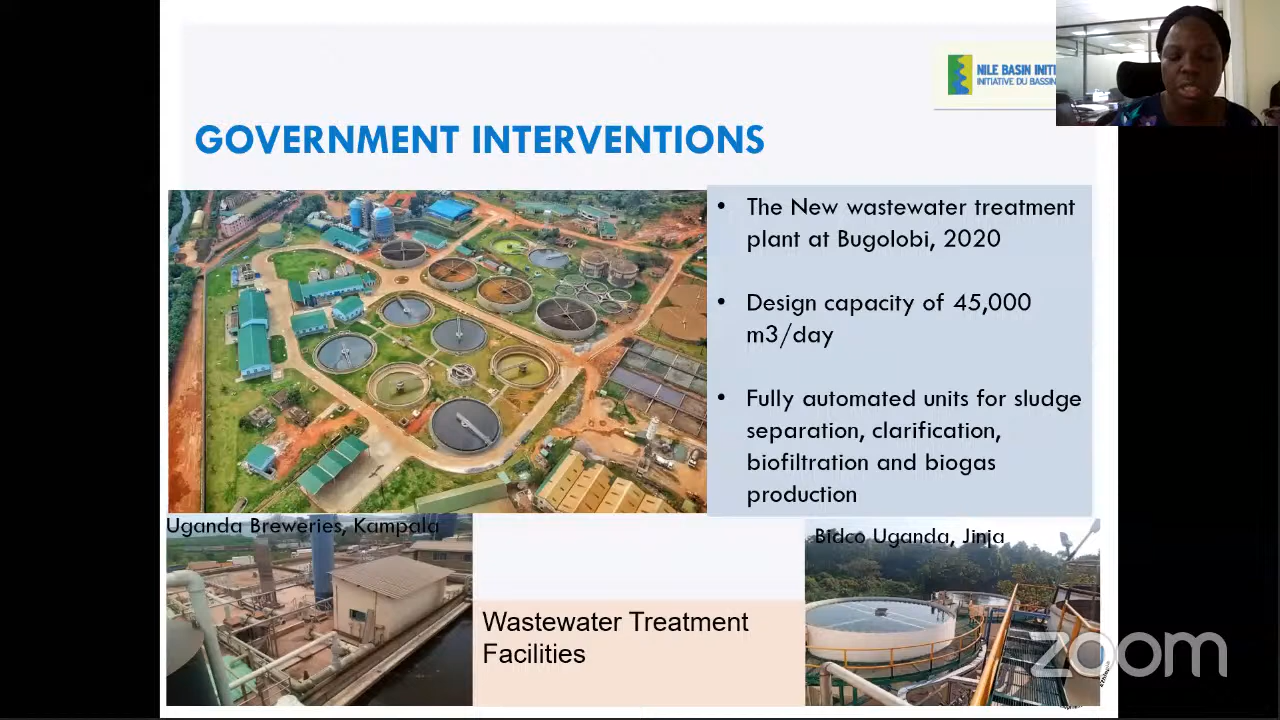 NILE BASIN INITI
INITIATIVE DU BASSIN
GOVERNMENT INTERVENTIONS
• The New wastewater treatment
plant at Bugolobi, 2020
• Design capacity of 45,000
m3/day
• Fully automated units for sludge
separation, clarification,
biofiltration and biogas
production
Uganda Breweries, Kampala
Bidco Uganda, Jinja
Wastewater Treatment
Facilities
zoom